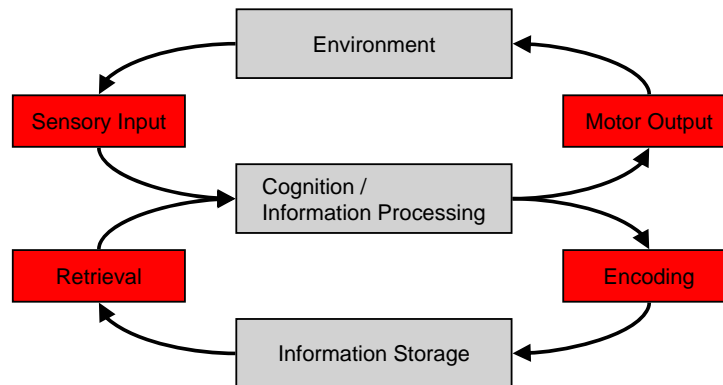 Environment
Sensory Input
Motor Output
Cognition /
Information Processing
Retrieval
Encoding
Information Storage